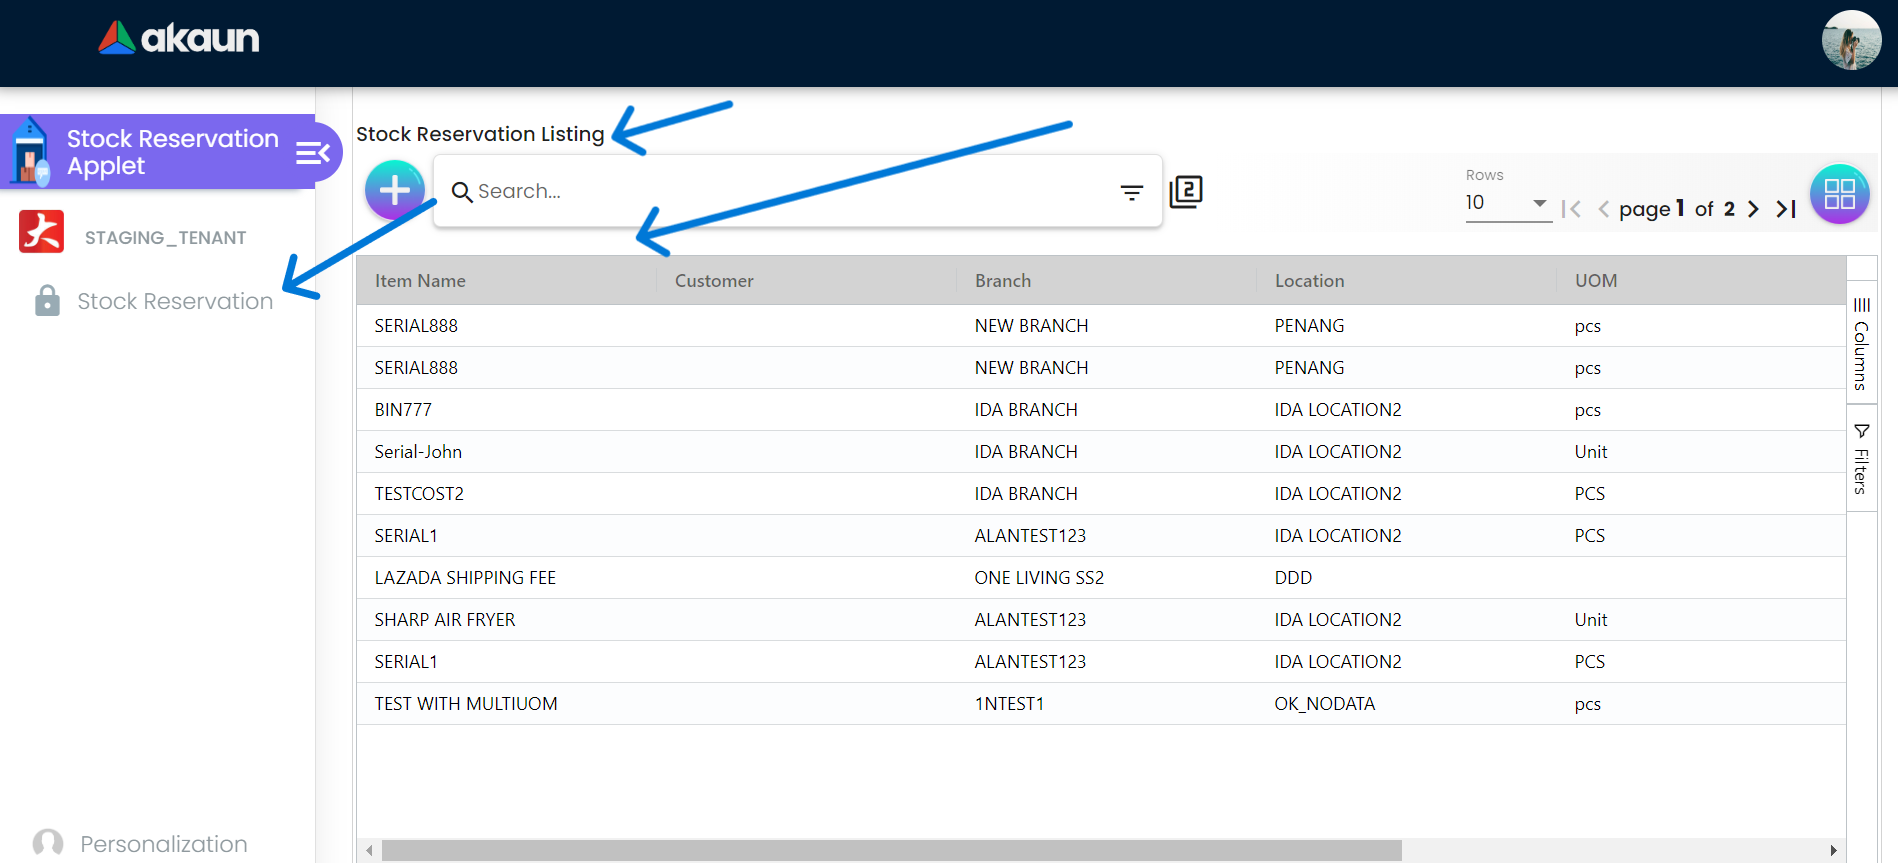 akaun
Stock Reservation
Applet
STAGING_TENANT
Stock Reservation
Personalization
Stock Reservation Listing
Search...
2
Rows
10
page 1 of 2
Item Name Customer Branch Location UOM
SERIAL888 NEW BRANCH PENANG pcs
SERIAL888 NEW BRANCH PENANG pcs
BIN777 IDA BRANCH IDA LOCATION2 pcs
Serial-John IDA BRANCH IDA LOCATION2 Unit
TESTCOST2 IDA BRANCH IDA LOCATION2 PCS
SERIAL1 ALANTEST123 IDA LOCATION2 PCS
LAZADA SHIPPING FEE ONE LIVING SS2 DDD
SHARP AIR FRYER ALANTEST123 IDA LOCATION2 Unit
SERIAL1 ALANTEST123 IDA LOCATION2 PCS
TEST WITH MULTIUOM 1NTEST1 OK_NODATA pcs
Columns
Filters